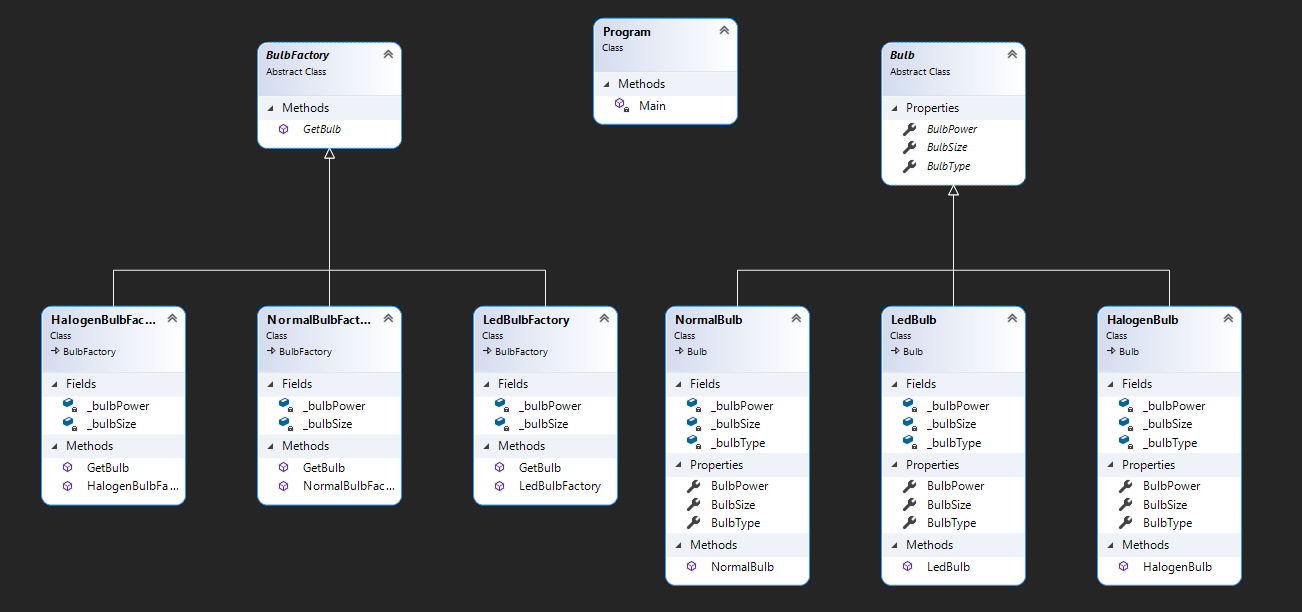 BulbFactory
Abstract Class
Methods
GetBulb
Program
Class
Methods
Main
Bulb
Abstract Class
Properties
BulbPower
BulbSize
BulbType
HalogenBulbFac...
Class
BulbFactory
Fields
_bulbPower
_bulbSize
Methods
GetBulb
HalogenBulbFa...
NormalBulbFact...
Class
BulbFactory
Fields
_bulbPower
_bulbSize
Methods
GetBulb
NormalBulbFac...
LedBulbFactory
Class
BulbFactory
Fields
_bulbPower
_bulbSize
Methods
GetBulb
LedBulbFactory
NormalBulb
Class
Bulb
Fields
_bulbPower
_bulbSize
_bulbType
Properties
BulbPower
BulbSize
BulbType
Methods
NormalBulb
LedBulb
Class
Bulb
Fields
_bulbPower
_bulbSize
_bulbType
Properties
BulbPower
BulbSize
BulbType
Methods
LedBulb
HalogenBulb
Class
Bulb
Fields
_bulbPower
_bulbSize
_bulbType
Properties
BulbPower
BulbSize
BulbType
Methods
HalogenBulb